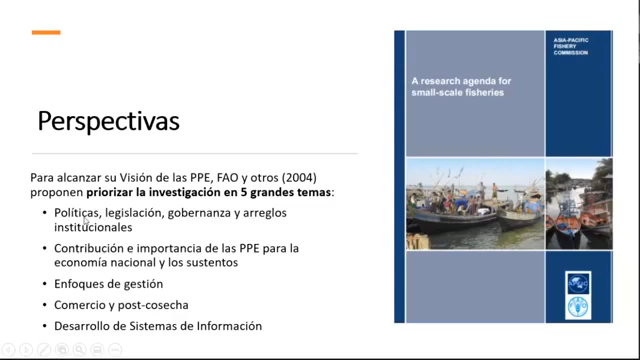 Perspectivas
Para alcanzar su Visión de las PPE, FAO y otros (2004)
proponen priorizar la investigación en 5 grandes temas:
• Políticas, legislación, gobernanza y arreglos
institucionales
• Contribución e importancia de las PPE para la
economía nacional y los sustentos
• Enfoques de gestión
• Comercio y post-cosecha
• Desarrollo de Sistemas de Información
ASIA-PACIFIC
FISHERY
COMMISSION
A research agenda for
small-scale fisheries